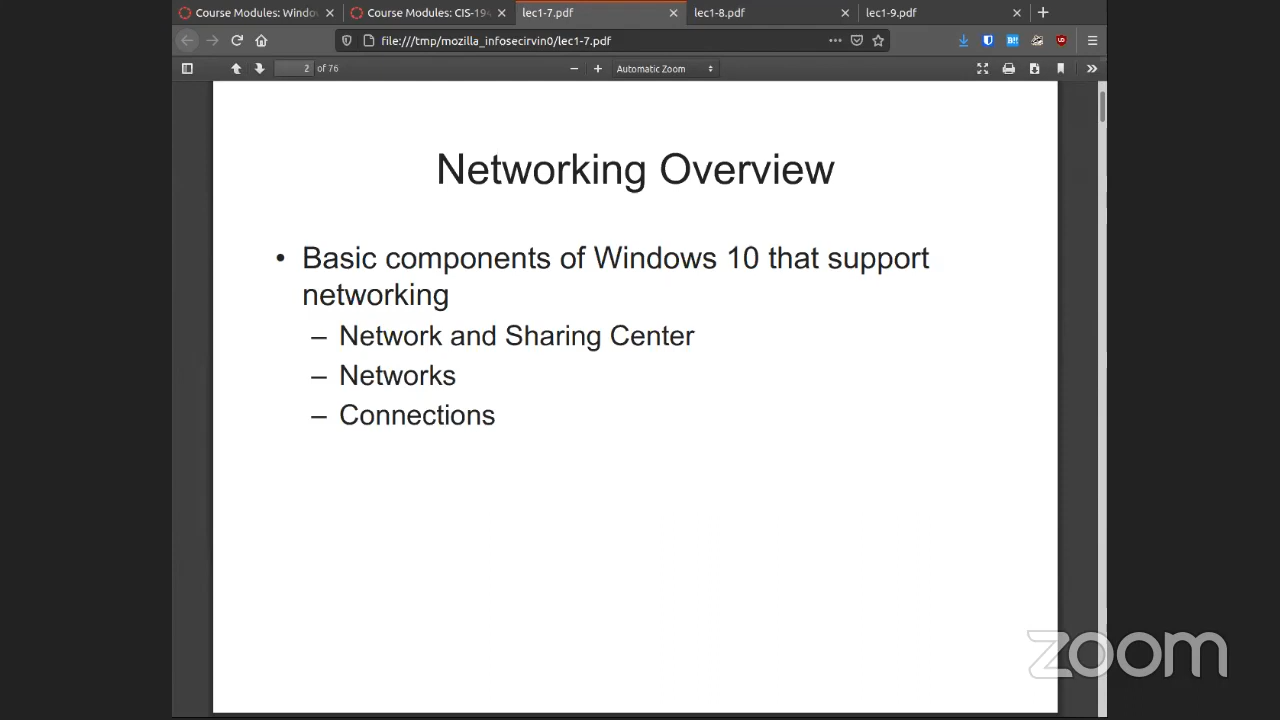 Course Modules: Windo
Course Modules: CIS-19
lec1-7.pdf
lec1-8.pdf
lec1-9.pdf
file:///tmp/mozilla_infosecirvin0/lec1-7.pdf
2 of 76
Automatic Zoom
Networking Overview
• Basic components of Windows 10 that support
networking
– Network and Sharing Center
– Networks
– Connections
zoom